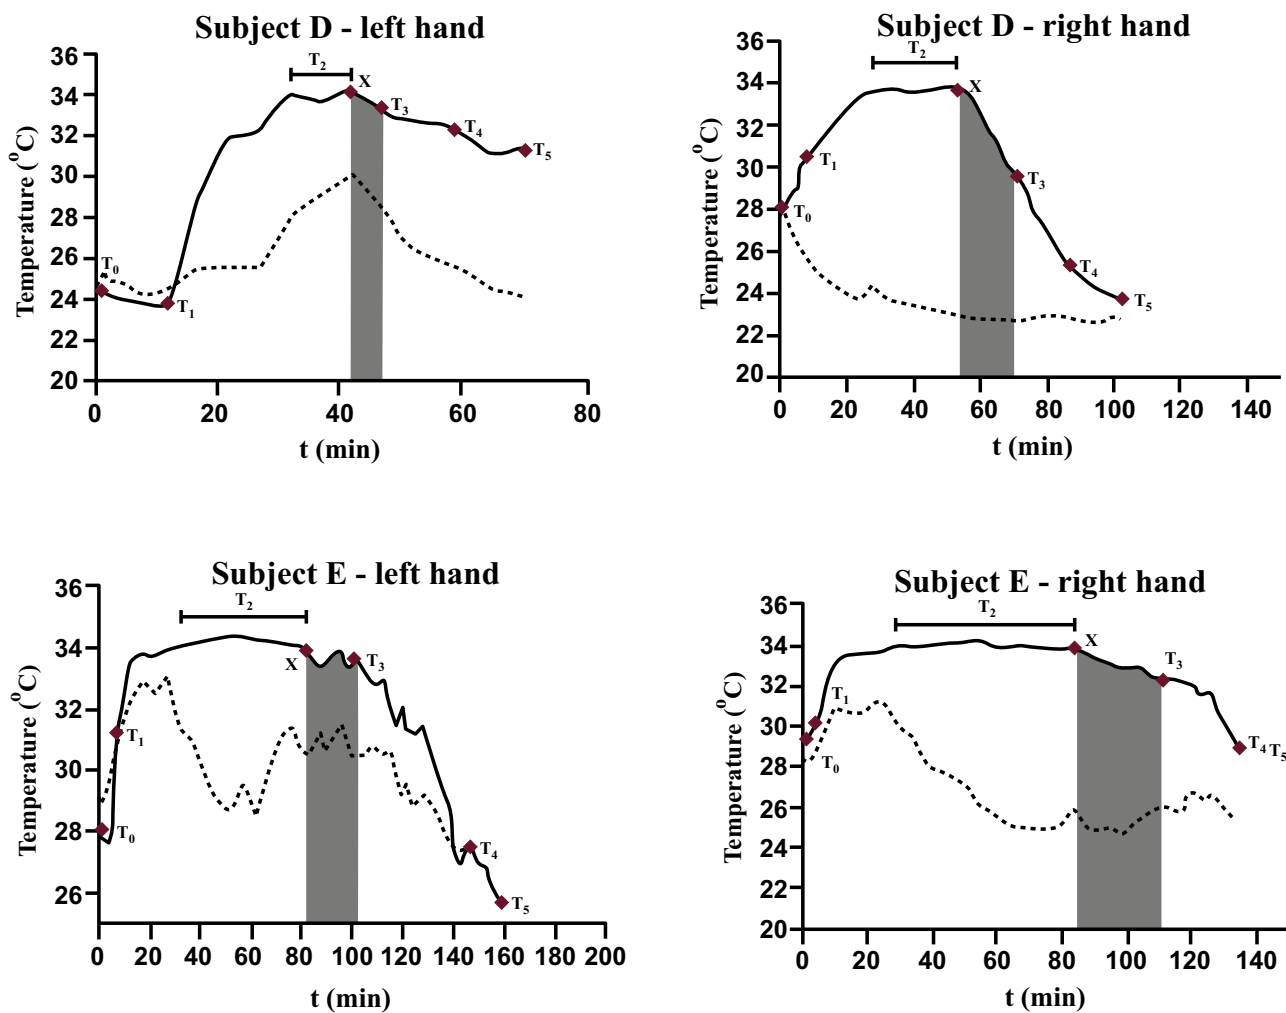 Subject D - left hand
Temperature (°C)
36
34
32
30
28
26
24
22
20
T2
X
T3
T4
T5
T0
T1
0 20 40 60 80
t (min)
Subject D - right hand
Temperature (°C)
36
34
32
30
28
26
24
22
20
T2
X
T1
T3
T0
T4
T5
0 20 40 60 80 100 120 140
t (min)
Subject E - left hand
Temperature (°C)
36
34
32
30
28
26
T2
X
T3
T1
T0
T4
T5
0 20 40 60 80 100 120 140 160 180 200
t (min)
Subject E - right hand
Temperature (°C)
36
34
32
30
28
26
24
22
20
T2
X
T3
T1
T0
T4 T5
0 20 40 60 80 100 120 140
t (min)